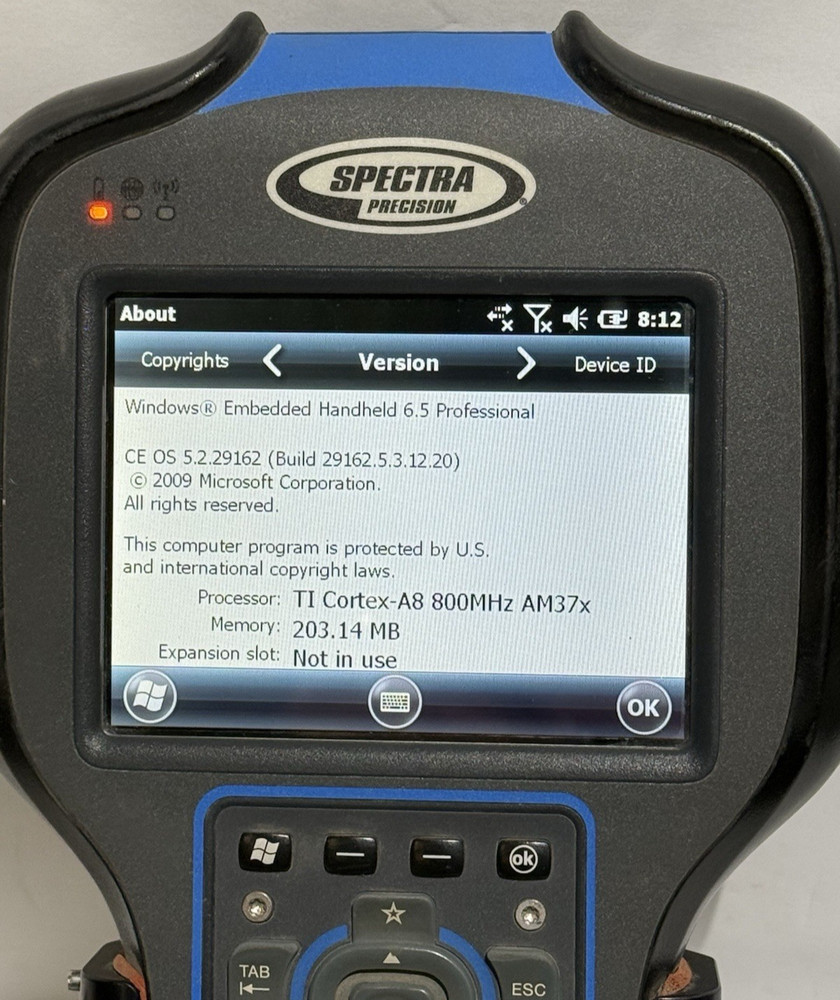 SPECTRA
PRECISION
®
About
8:12
Copyrights
Version
Device ID
Windows® Embedded Handheld 6.5 Professional
CE OS 5.2.29162 (Build 29162.5.3.12.20)
© 2009 Microsoft Corporation.
All rights reserved.
This computer program is protected by U.S.
and international copyright laws.
Processor: TI Cortex-A8 800MHz AM37x
Memory: 203.14 MB
Expansion slot: Not in use
OK
ok
TAB
ESC